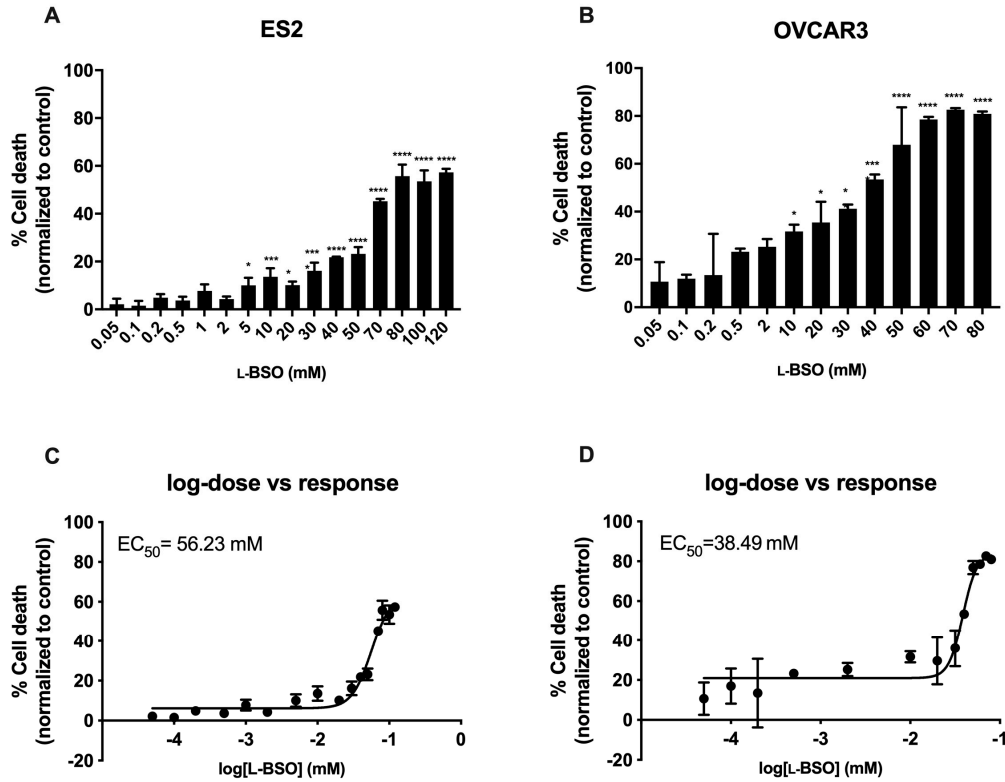 A
ES2
% Cell death
(normalized to control)
100
80
60
40
20
0
* *** * *** * **** **** **** **** **** ****
0.05 0.1 0.2 0.5 1 2 5 10 20 30 40 50 70 80 100 120
L-BSO (mM)
B
OVCAR3
% Cell death
(normalized to control)
100
80
60
40
20
0
* * * *** * **** **** **** ****
0.05 0.1 0.2 0.5 2 10 20 30 40 50 60 70 80
L-BSO (mM)
C
log-dose vs response
EC50= 56.23 mM
% Cell death
(normalized to control)
100
80
60
40
20
0
-20
-4 -3 -2 -1 0
log[L-BSO] (mM)
D
log-dose vs response
EC50=38.49 mM
% Cell death
(normalized to control)
100
80
60
40
20
0
-20
-4 -3 -2 -1
log[L-BSO] (mM)